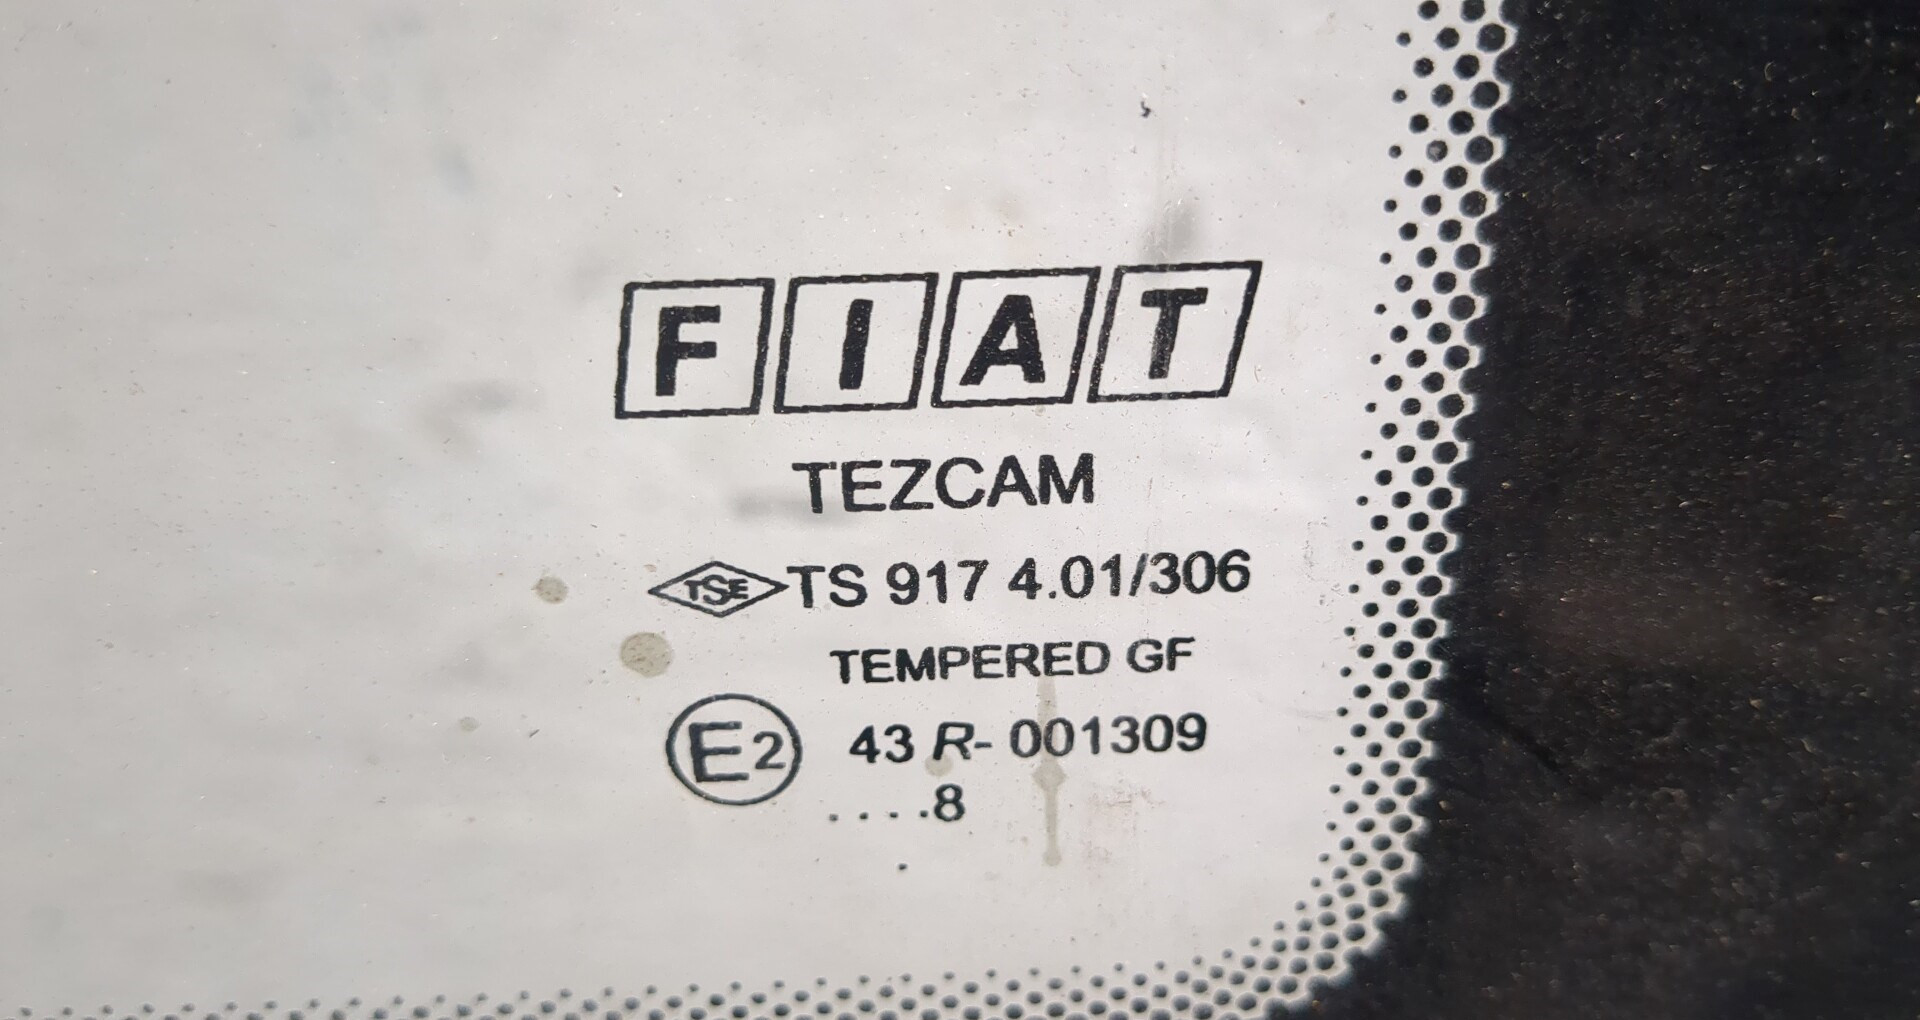 FIAT
TEZCAM
TSE TS 917 4.01/306
TEMPERED GF
E2 43 R- 001309
....8